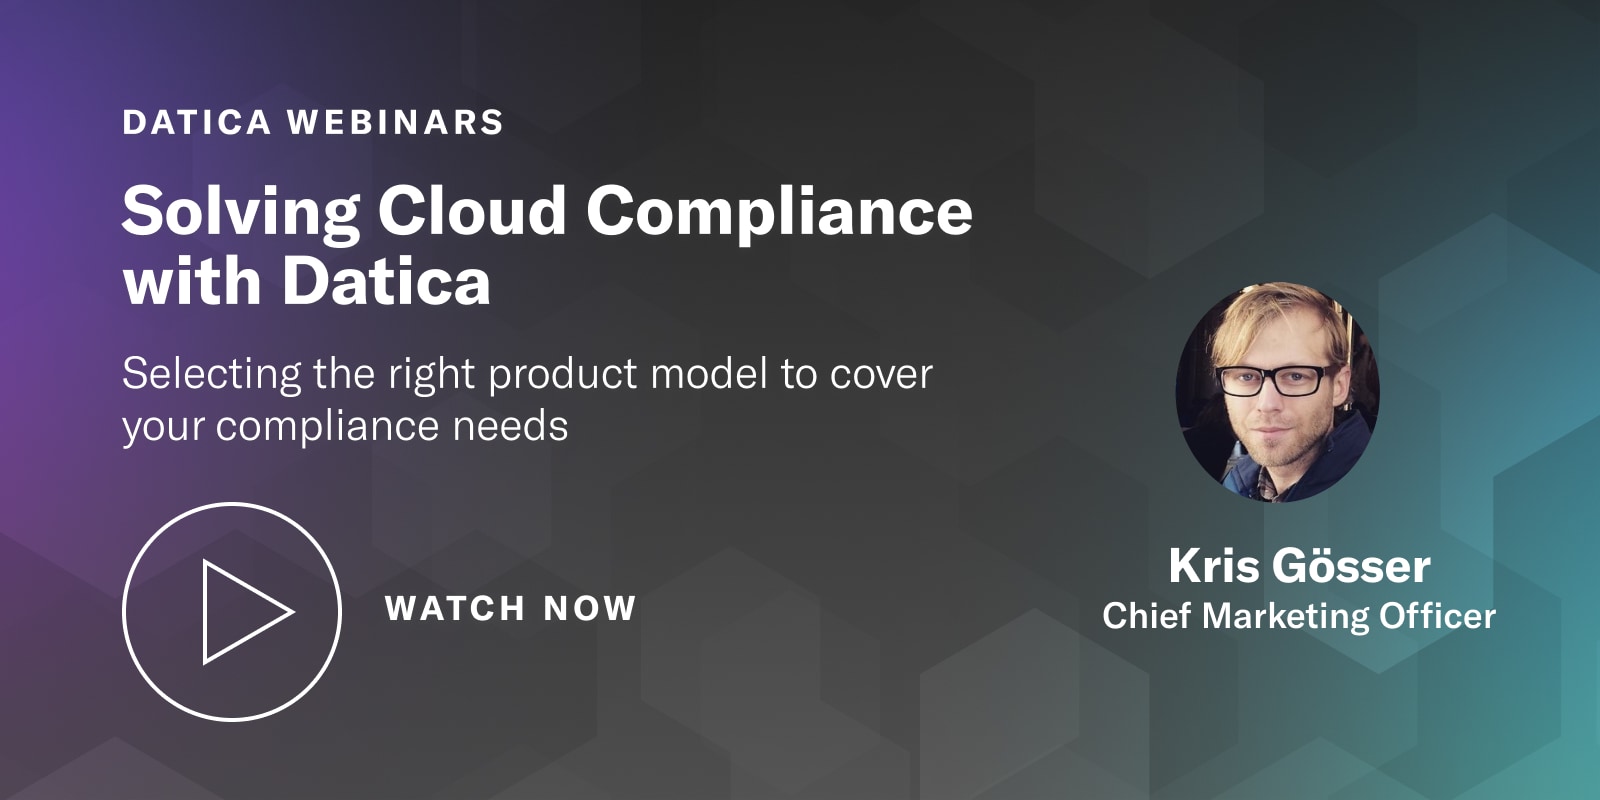 DATICA WEBINARS
Solving Cloud Compliance
with Datica
Selecting the right product model to cover
your compliance needs
WATCH NOW
Kris Gösser
Chief Marketing Officer